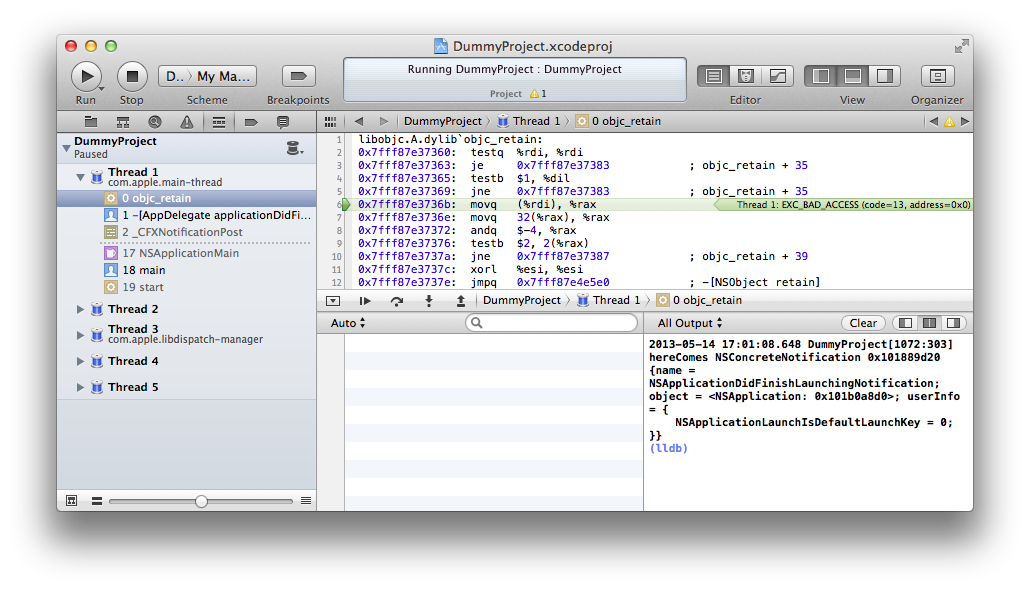 DummyProject.xcodeproj
Run
Stop
D.. 〉 My Ma...
Scheme
Breakpoints
Running DummyProject : DummyProject
Project 1
Editor
View
Organizer
DummyProject
Paused
Thread 1
com.apple.main-thread
0 objc_retain
1 -[AppDelegate applicationDidFi...
2 _CFXNotificationPost
17 NSApplicationMain
18 main
19 start
Thread 2
Thread 3
com.apple.libdispatch-manager
Thread 4
Thread 5
DummyProject 〉 Thread 1 〉 0 objc_retain
1 libobjc.A.dylib`objc_retain:
2 0x7fff87e37360: testq %rdi, %rdi
3 0x7fff87e37363: je 0x7fff87e37383 ; objc_retain + 35
4 0x7fff87e37365: testb $1, %dil
5 0x7fff87e37369: jne 0x7fff87e37383 ; objc_retain + 35
6 0x7fff87e3736b: movq (%rdi), %rax Thread 1: EXC_BAD_ACCESS (code=13, address=0x0)
7 0x7fff87e3736e: movq 32(%rax), %rax
8 0x7fff87e37372: andq $-4, %rax
9 0x7fff87e37376: testb $2, 2(%rax)
10 0x7fff87e3737a: jne 0x7fff87e37387 ; objc_retain + 39
11 0x7fff87e3737c: xorl %esi, %esi
12 0x7fff87e3737e: jmpq 0x7fff87e4e5e0 ; -[NSObject retain]
DummyProject 〉 Thread 1 〉 0 objc_retain
Auto
All Output
Clear
2013-05-14 17:01:08.648 DummyProject[1072:303]
hereComes NSConcreteNotification 0x101889d20
{name =
NSApplicationDidFinishLaunchingNotification;
object = <NSApplication: 0x101b0a8d0>; userInfo
= {
NSApplicationLaunchIsDefaultLaunchKey = 0;
}}
(lldb)